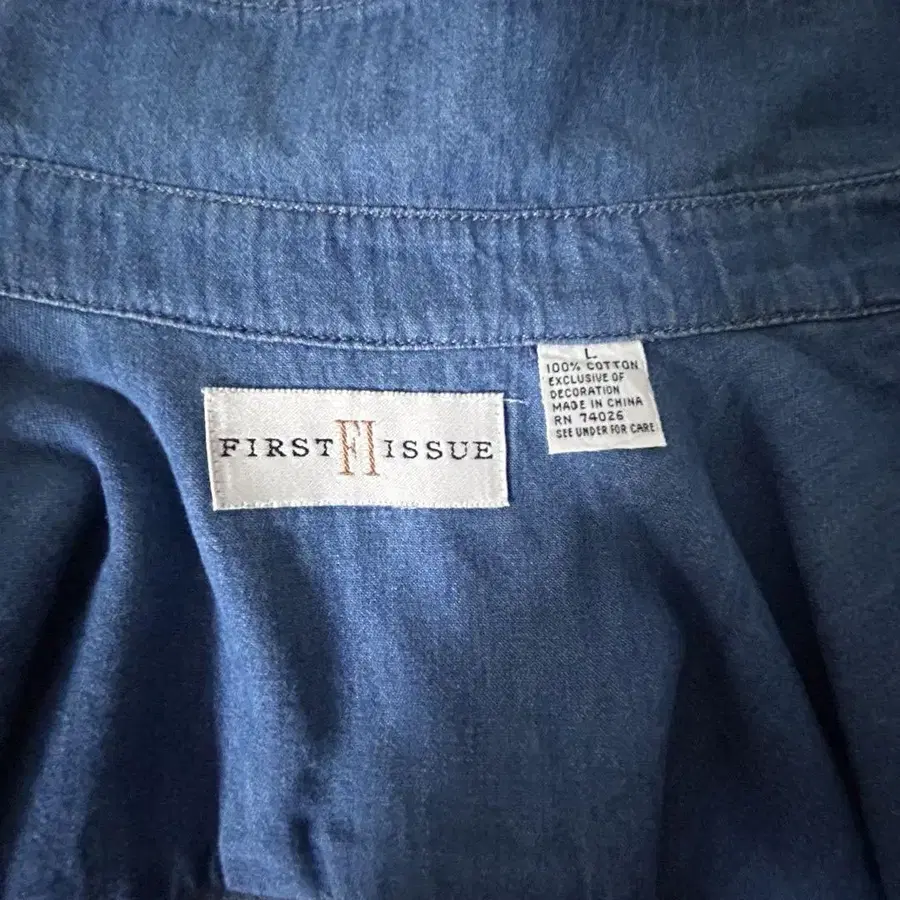 FIRST FI ISSUE
L
100% COTTON
EXCLUSIVE OF
DECORATION
MADE IN CHINA
RN 74026
SEE UNDER FOR CARE